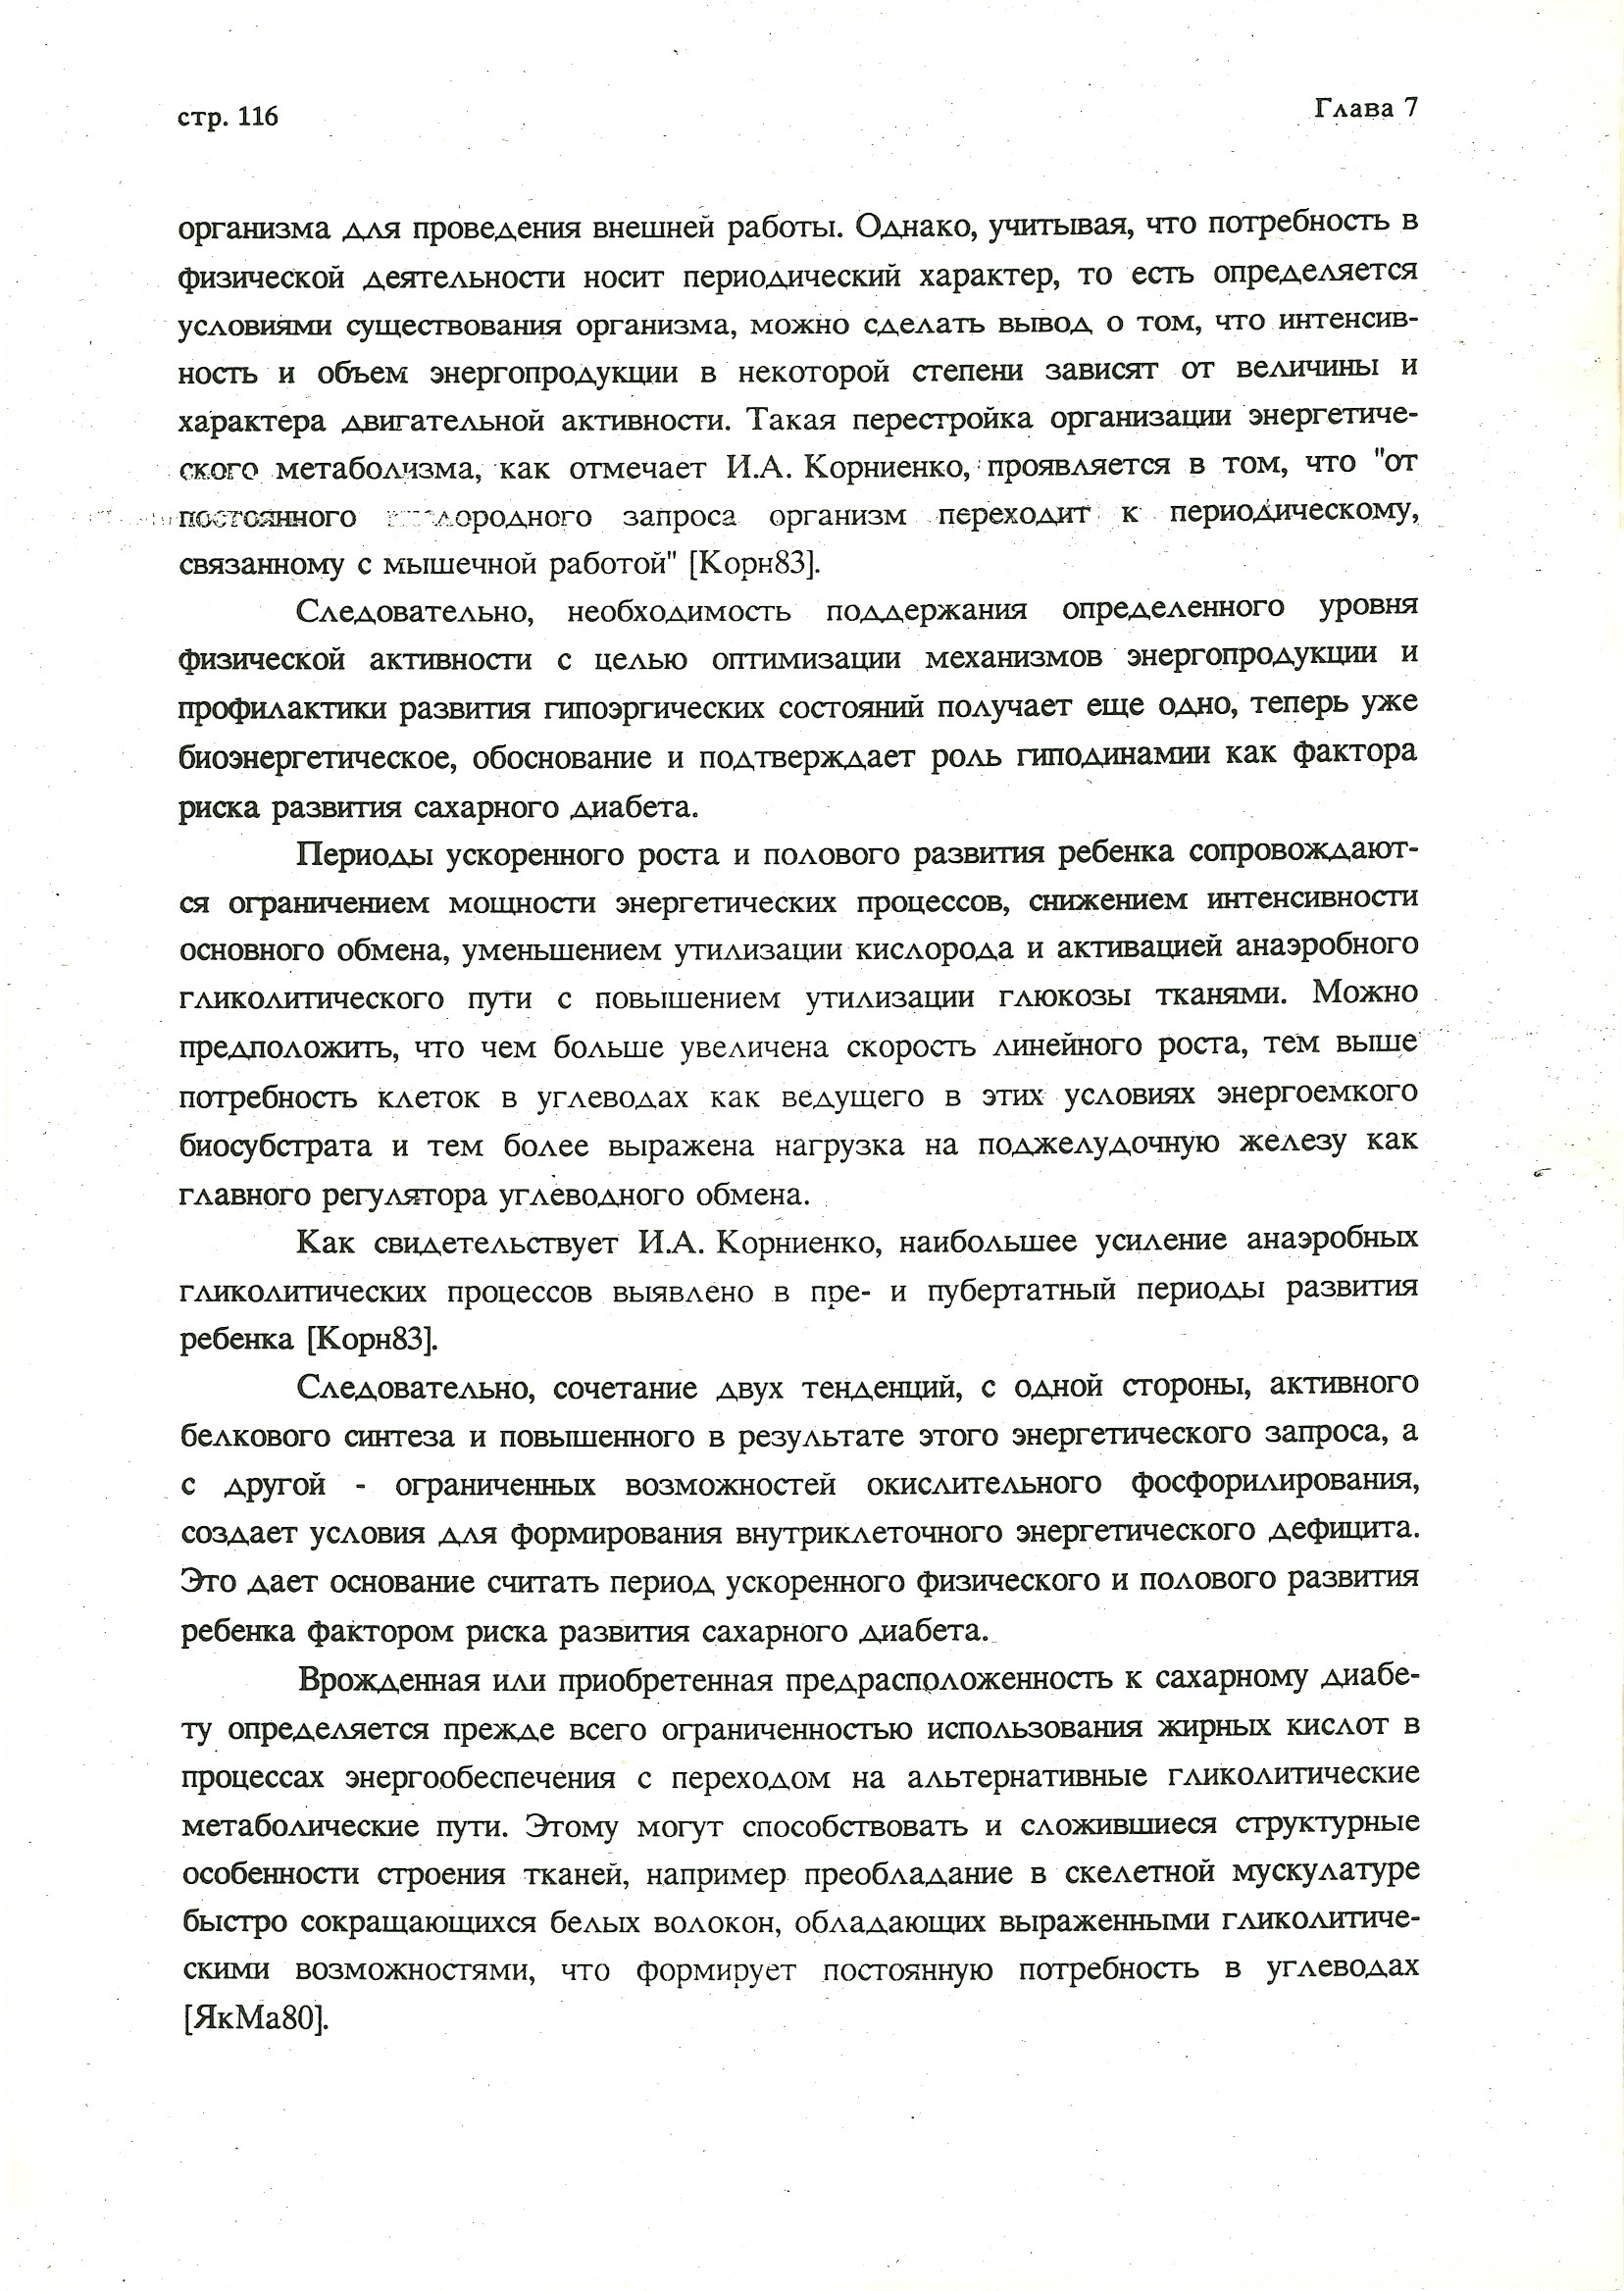 стр. 116
Глава 7
организма для проведения внешней работы. Однако, учитывая, что потребность в
физической деятельности носит периодический характер, то есть определяется
условиями существования организма, можно сделать вывод о том, что интенсив-
ность и объем энергопродукции в некоторой степени зависят от величины и
характера двигательной активности. Такая перестройка организации энергетиче-
ского метаболизма, как отмечает И.А. Корниенко, проявляется в том, что "от
постоянного кислородного запроса организм переходит к периодическому,
связанному с мышечной работой" [Корн83].
Следовательно, необходимость поддержания определенного уровня
физической активности с целью оптимизации механизмов энергопродукции и
профилактики развития гипоэргических состояний получает еще одно, теперь уже
биоэнергетическое, обоснование и подтверждает роль гиподинамии как фактора
риска развития сахарного диабета.
Периоды ускоренного роста и полового развития ребенка сопровождают-
ся ограничением мощности энергетических процессов, снижением интенсивности
основного обмена, уменьшением утилизации кислорода и активацией анаэробного
гликолитического пути с повышением утилизации глюкозы тканями. Можно
предположить, что чем больше увеличена скорость линейного роста, тем выше
потребность клеток в углеводах как ведущего в этих условиях энергоемкого
биосубстрата и тем более выражена нагрузка на поджелудочную железу как
главного регулятора углеводного обмена.
Как свидетельствует И.А. Корниенко, наибольшее усиление анаэробных
гликолитических процессов выявлено в пре- и пубертатный периоды развития
ребенка [Корн83].
Следовательно, сочетание двух тенденций, с одной стороны, активного
белкового синтеза и повышенного в результате этого энергетического запроса, а
с другой - ограниченных возможностей окислительного фосфорилирования,
создает условия для формирования внутриклеточного энергетического дефицита.
Это дает основание считать период ускоренного физического и полового развития
ребенка фактором риска развития сахарного диабета.
Врожденная или приобретенная предрасположенность к сахарному диабе-
ту определяется прежде всего ограниченностью использования жирных кислот в
процессах энергообеспечения с переходом на альтернативные гликолитические
метаболические пути. Этому могут способствовать и сложившиеся структурные
особенности строения тканей, например преобладание в скелетной мускулатуре
быстро сокращающихся белых волокон, обладающих выраженными гликолитиче-
скими возможностями, что формирует постоянную потребность в углеводах
[ЯкМа80].